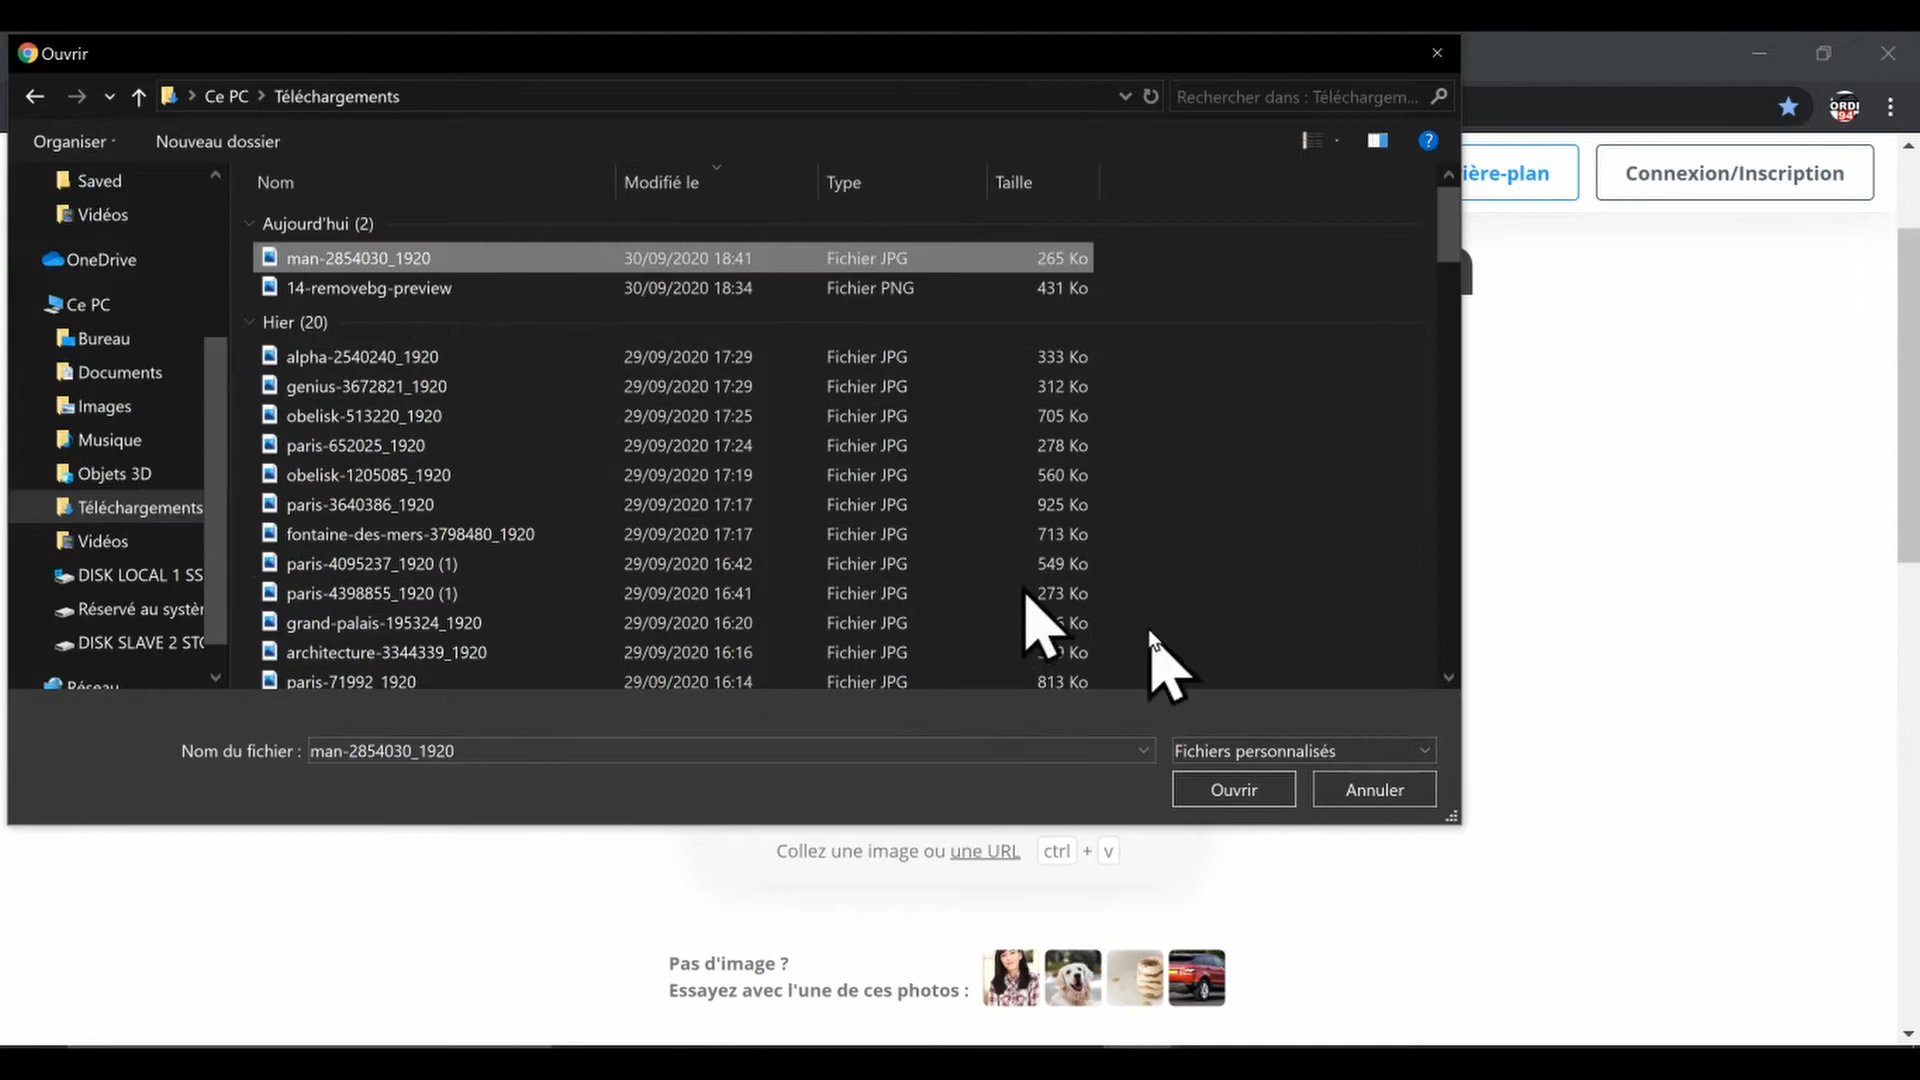 Ouvrir
Ce PC > Téléchargements
Rechercher dans : Téléchargem...
ORDI
94
Organiser
Nouveau dossier
?
ière-plan
Connexion/Inscription
Saved
Vidéos
OneDrive
Ce PC
Bureau
Documents
Images
Musique
Objets 3D
Téléchargements
Vidéos
DISK LOCAL 1 SS
Réservé au systèr
DISK SLAVE 2 STO
Réseau
Nom Modifié le Type Taille
Aujourd'hui (2)
man-2854030_1920 30/09/2020 18:41 Fichier JPG 265 Ko
14-removebg-preview 30/09/2020 18:34 Fichier PNG 431 Ko
Hier (20)
alpha-2540240_1920 29/09/2020 17:29 Fichier JPG 333 Ko
genius-3672821_1920 29/09/2020 17:29 Fichier JPG 312 Ko
obelisk-513220_1920 29/09/2020 17:25 Fichier JPG 705 Ko
paris-652025_1920 29/09/2020 17:24 Fichier JPG 278 Ko
obelisk-1205085_1920 29/09/2020 17:19 Fichier JPG 560 Ko
paris-3640386_1920 29/09/2020 17:17 Fichier JPG 925 Ko
fontaine-des-mers-3798480_1920 29/09/2020 17:17 Fichier JPG 713 Ko
paris-4095237_1920 (1) 29/09/2020 16:42 Fichier JPG 549 Ko
paris-4398855_1920 (1) 29/09/2020 16:41 Fichier JPG 273 Ko
grand-palais-195324_1920 29/09/2020 16:20 Fichier JPG Ko
architecture-3344339_1920 29/09/2020 16:16 Fichier JPG Ko
paris-71992_1920 29/09/2020 16:14 Fichier JPG 813 Ko
Nom du fichier : man-2854030_1920 Fichiers personnalisés
Ouvrir Annuler
Collez une image ou une URL ctrl + v
Pas d'image ?
Essayez avec l'une de ces photos :